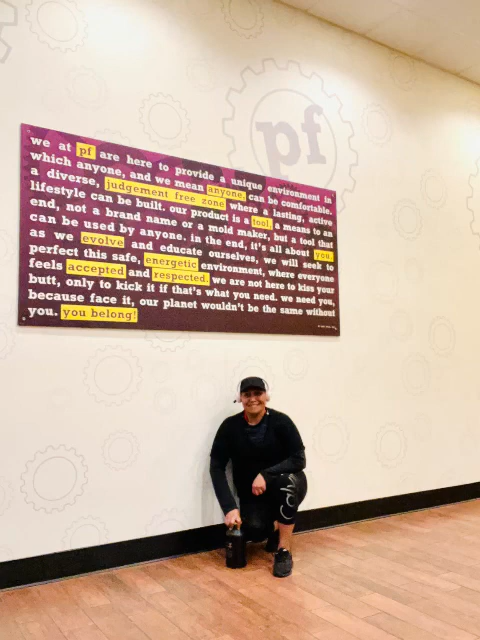 pf
we at pf are here to provide a unique environment in
which anyone, and we mean anyone, can be comfortable.
a diverse, judgement free zone where a lasting, active
lifestyle can be built. our product is a tool, a means to an
end, not a brand name or a mold maker, but a tool that
can be used by anyone. in the end, it's all about you.
as we evolve and educate ourselves, we will seek to
perfect this safe, energetic environment, where everyone
feels accepted and respected. we are not here to kiss your
butt, only to kick it if that's what you need. we need you,
because face it, our planet wouldn't be the same without
you. you belong!